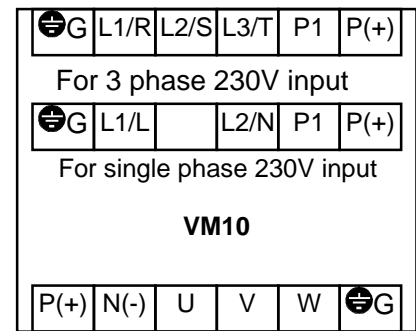 G L1/R L2/S L3/T P1 P(+)
For 3 phase 230V input
G L1/L L2/N P1 P(+)
For single phase 230V input
VM10
P(+) N(-) U V W G